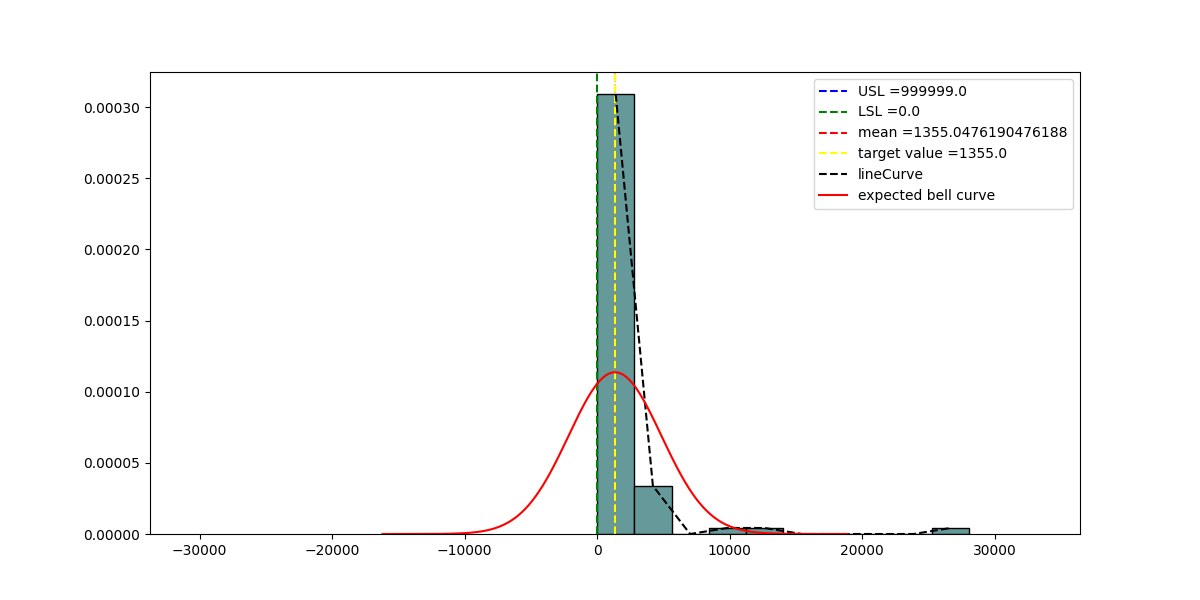 0.00030
0.00025
0.00020
0.00015
0.00010
0.00005
0.00000
−30000 −20000 −10000 0 10000 20000 30000
USL =999999.0
LSL =0.0
mean =1355.0476190476188
target value =1355.0
lineCurve
expected bell curve